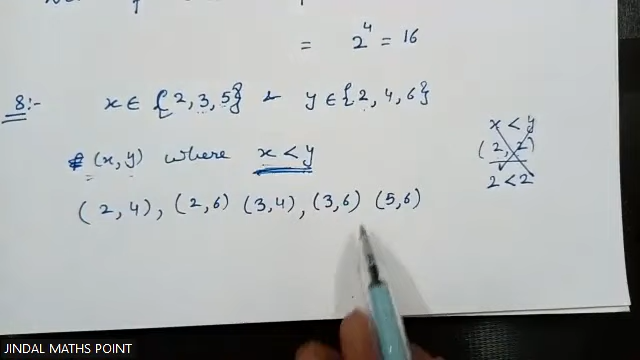 = 2⁴ = 16
8:- x ∈ {2, 3, 5} & y ∈ {2, 4, 6}
(x, y) where x < y
(2, 4), (2, 6) (3, 4), (3, 6) (5, 6)
x < y
(2, 2)
2 < 2
JINDAL MATHS POINT